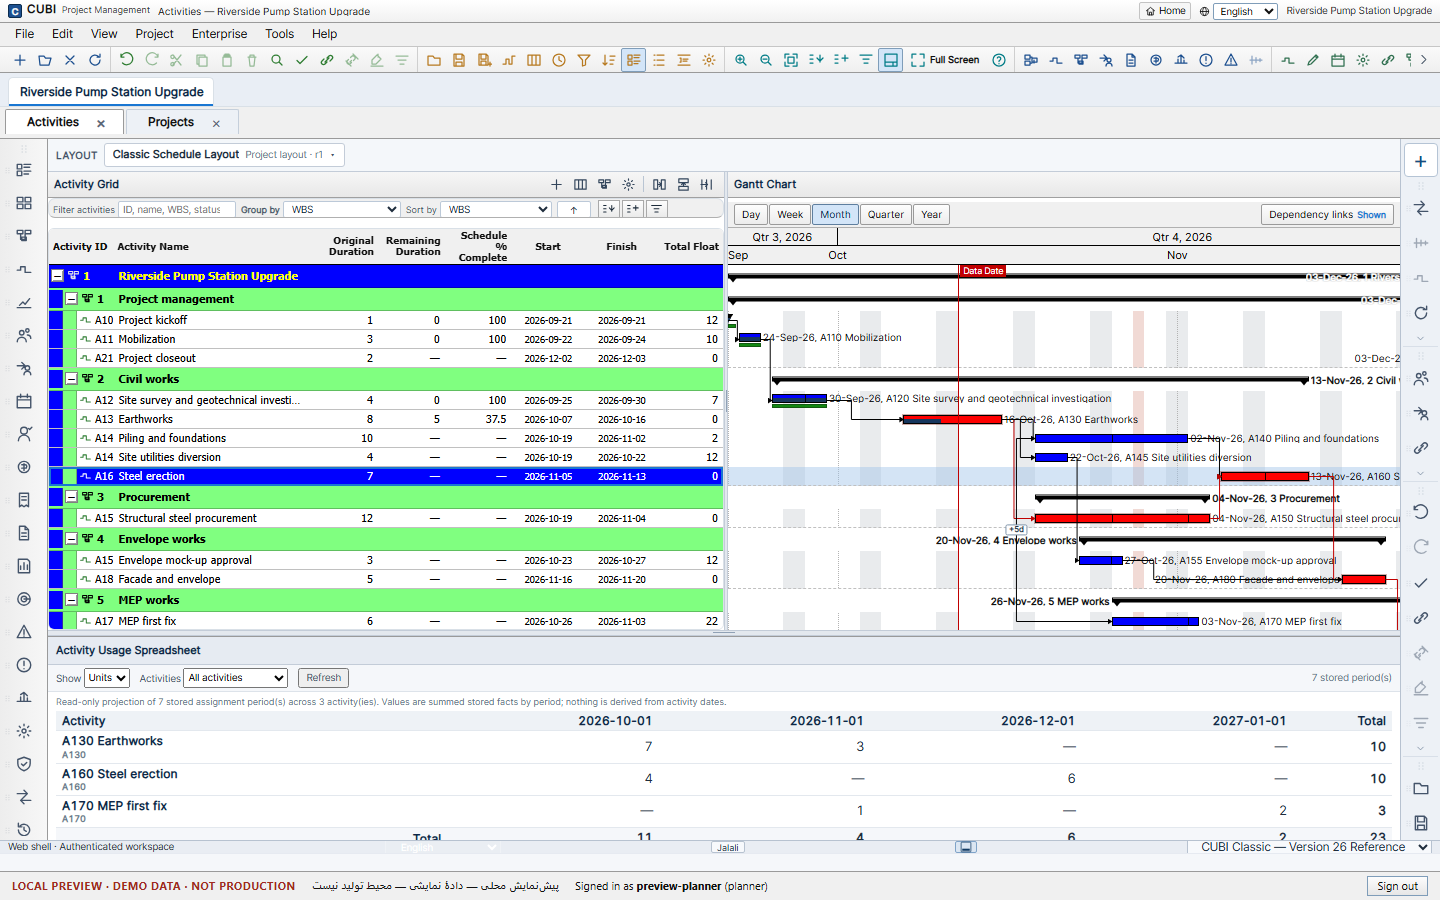 CUBI Project Management Activities — Riverside Pump Station Upgrade Home English Riverside Pump Station Upgrade
File Edit View Project Enterprise Tools Help
Full Screen
Riverside Pump Station Upgrade
Activities × Projects ×
LAYOUT Classic Schedule Layout Project layout · r1
Activity Grid
Gantt Chart
Filter activities ID, name, WBS, status Group by WBS Sort by WBS
Day Week Month Quarter Year Dependency links Shown
Activity ID Activity Name Original Duration Remaining Duration Schedule % Complete Start Finish Total Float
Qtr 3, 2026 Qtr 4, 2026
Sep Oct Nov
Data Date
1 Riverside Pump Station Upgrade
1 Project management
A10 Project kickoff 1 0 100 2026-09-21 2026-09-21 12
A11 Mobilization 3 0 100 2026-09-22 2026-09-24 10
24-Sep-26, A110 Mobilization
A21 Project closeout 2 — — 2026-12-02 2026-12-03 0
03-Dec-2
2 Civil works
13-Nov-26, 2 Civil
A12 Site survey and geotechnical investi... 4 0 100 2026-09-25 2026-09-30 7
30-Sep-26, A120 Site survey and geotechnical investigation
A13 Earthworks 8 5 37.5 2026-10-07 2026-10-16 0
16-Oct-26, A130 Earthworks
A14 Piling and foundations 10 — — 2026-10-19 2026-11-02 2
02-Nov-26, A140 Piling and foundations
A14 Site utilities diversion 4 — — 2026-10-19 2026-10-22 12
22-Oct-26, A145 Site utilities diversion
A16 Steel erection 7 — — 2026-11-05 2026-11-13 0
13-Nov-26, A160 S
3 Procurement
04-Nov-26, 3 Procurement
A15 Structural steel procurement 12 — — 2026-10-19 2026-11-04 0
04-Nov-26, A150 Structural steel procur
+5d
4 Envelope works
20-Nov-26, 4 Envelope works
A15 Envelope mock-up approval 3 — — 2026-10-23 2026-10-27 12
27-Oct-26, A155 Envelope mock-up approval
A18 Facade and envelope 5 — — 2026-11-16 2026-11-20 0
20-Nov-26, A180 Facade and envelope
5 MEP works
26-Nov-26, 5 MEP works
A17 MEP first fix 6 — — 2026-10-26 2026-11-03 22
03-Nov-26, A170 MEP first fix
Activity Usage Spreadsheet
Show Units Activities All activities Refresh 7 stored period(s)
Read-only projection of 7 stored assignment period(s) across 3 activity(ies). Values are summed stored facts by period; nothing is derived from activity dates.
Activity 2026-10-01 2026-11-01 2026-12-01 2027-01-01 Total
A130 Earthworks 7 3 — — 10
A130
A160 Steel erection 4 — 6 — 10
A160
A170 MEP first fix — 1 — 2 3
A170
Total 11 4 6 2 23
Web shell · Authenticated workspace English Jalali CUBI Classic — Version 26 Reference
LOCAL PREVIEW · DEMO DATA · NOT PRODUCTION پیش‌نمایش محلی — دادهٔ نمایشی — محیط تولید نیست Signed in as preview-planner (planner) Sign out